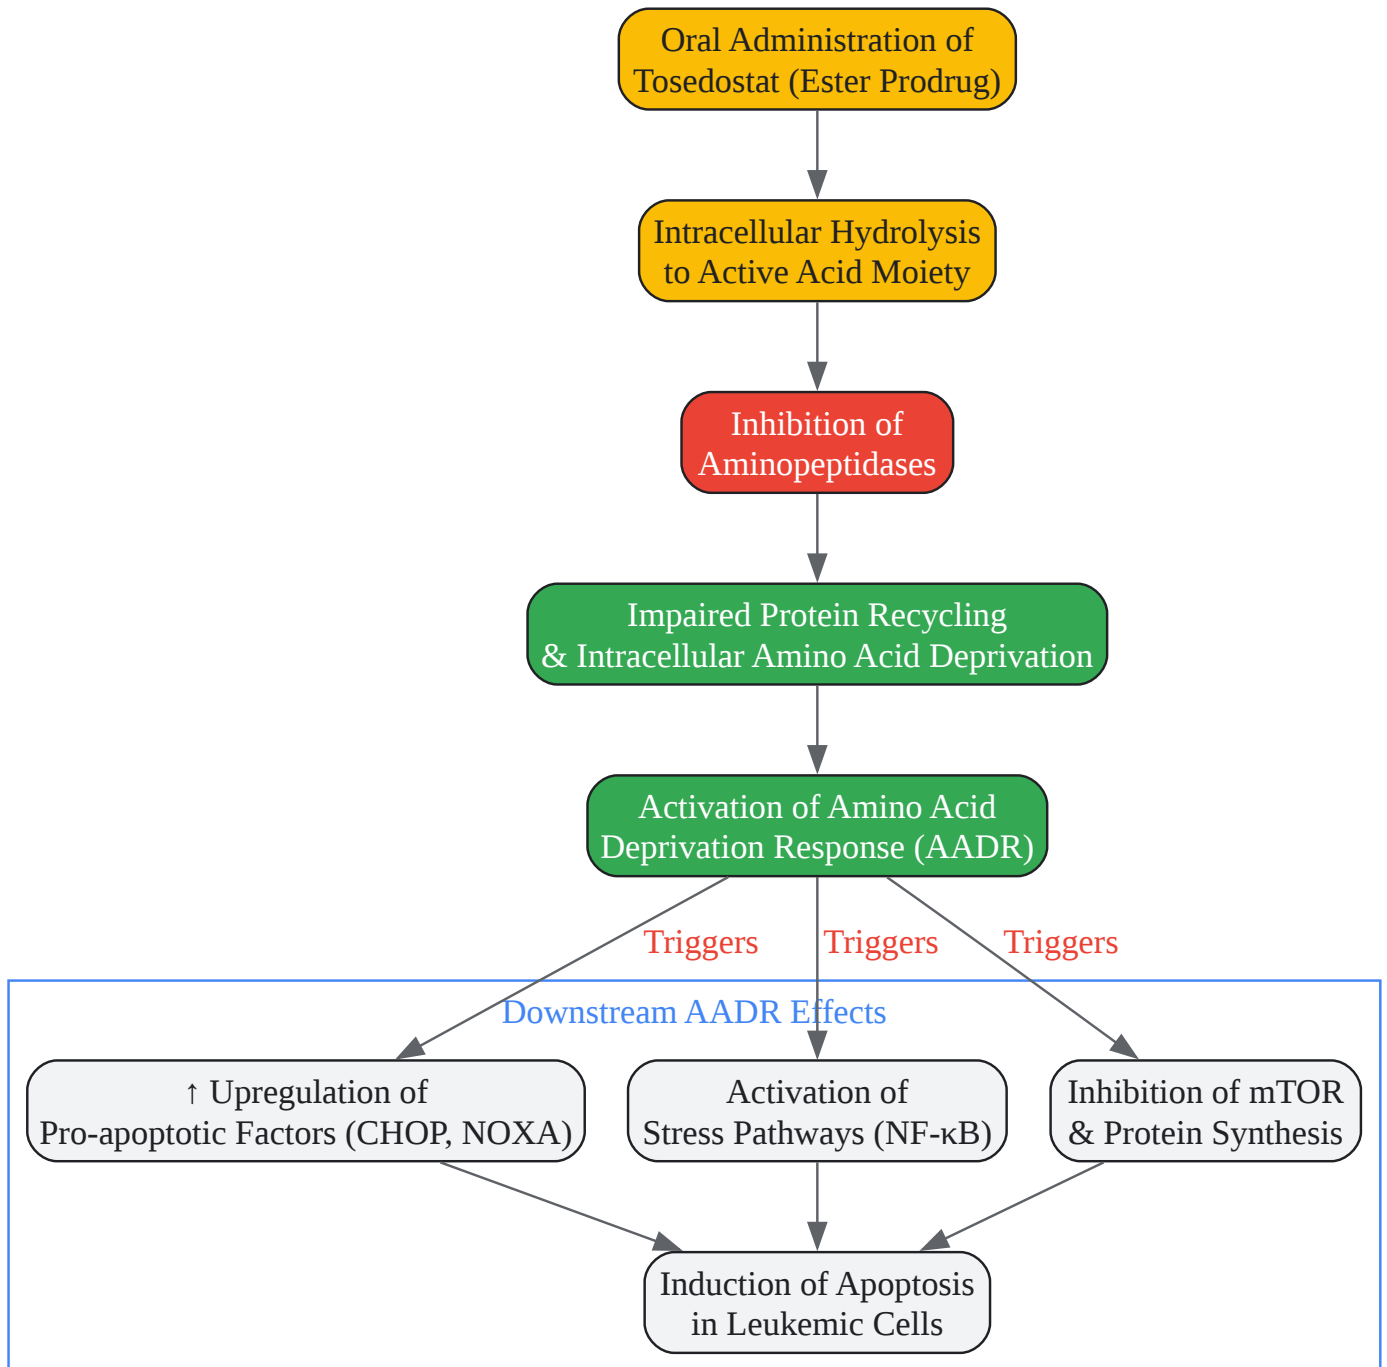 Oral Administration of
Tosedostat (Ester Prodrug)
Intracellular Hydrolysis
to Active Acid Moiety
Inhibition of
Aminopeptidases
Impaired Protein Recycling
& Intracellular Amino Acid Deprivation
Activation of Amino Acid
Deprivation Response (AADR)
Triggers
Triggers
Triggers
Downstream AADR Effects
↑ Upregulation of
Pro-apoptotic Factors (CHOP, NOXA)
Activation of
Stress Pathways (NF-κB)
Inhibition of mTOR
& Protein Synthesis
Induction of Apoptosis
in Leukemic Cells